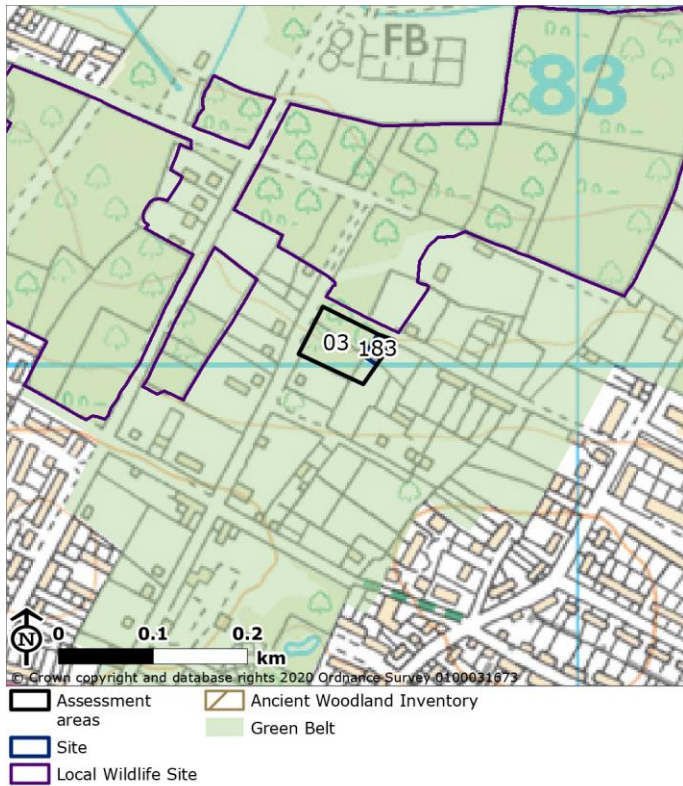 FB
83
03 183
N
0 0.1 0.2
km
© Crown copyright and database rights 2020 Ordnance Survey 0100031673
Assessment areas
Ancient Woodland Inventory
Green Belt
Site
Local Wildlife Site